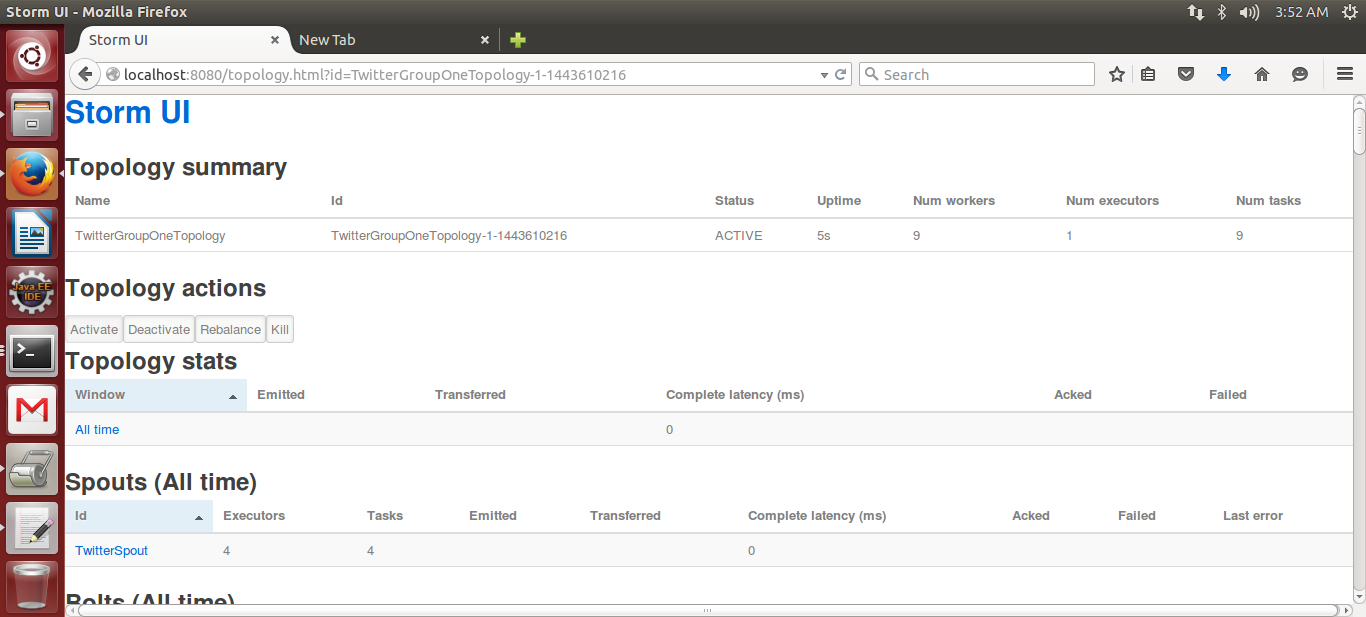 Storm UI - Mozilla Firefox
3:52 AM
Storm UI
New Tab
localhost:8080/topology.html?id=TwitterGroupOneTopology-1-1443610216
Search
Java EE
IDE
Storm UI
Topology summary
Name Id Status Uptime Num workers Num executors Num tasks
TwitterGroupOneTopology TwitterGroupOneTopology-1-1443610216 ACTIVE 5s 9 1 9
Topology actions
Activate Deactivate Rebalance Kill
Topology stats
Window Emitted Transferred Complete latency (ms) Acked Failed
All time 0
Spouts (All time)
Id Executors Tasks Emitted Transferred Complete latency (ms) Acked Failed Last error
TwitterSpout 4 4 0
Bolts (All time)